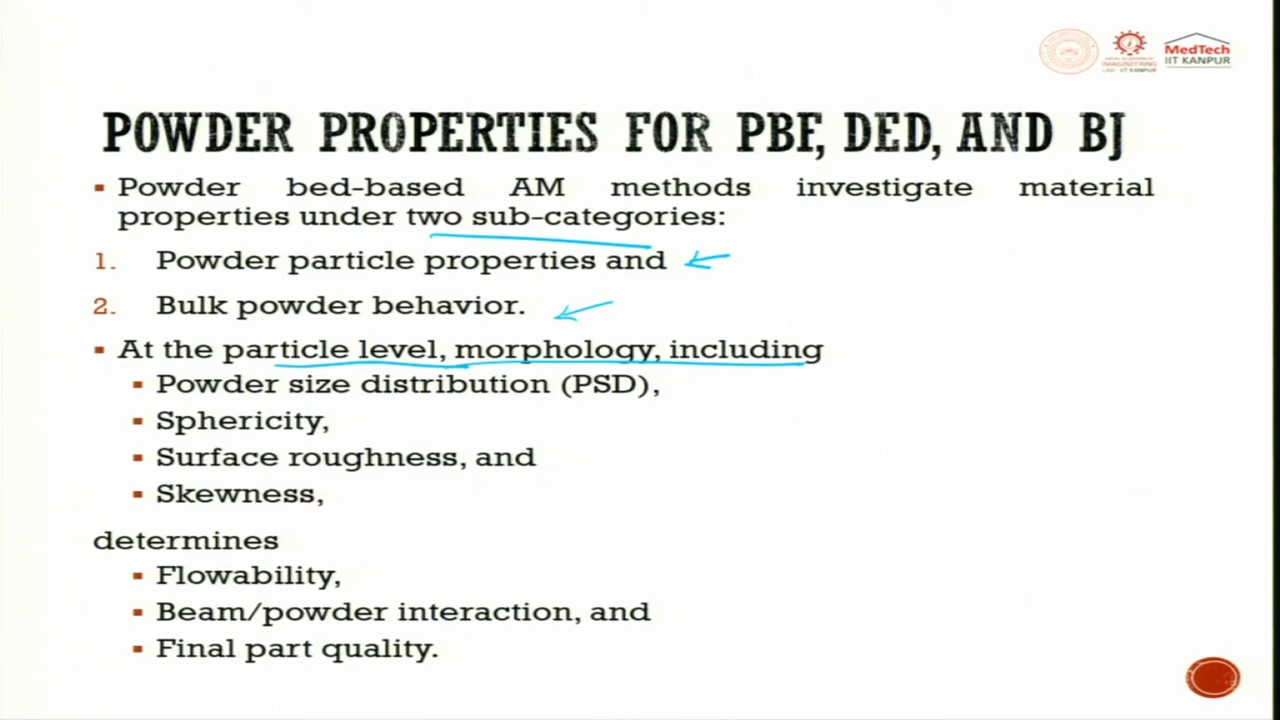 MedTech
IIT KANPUR
POWDER PROPERTIES FOR PBF, DED, AND BJ
▪ Powder bed-based AM methods investigate material
properties under two sub-categories:
1. Powder particle properties and
2. Bulk powder behavior.
▪ At the particle level, morphology, including
▪ Powder size distribution (PSD),
▪ Sphericity,
▪ Surface roughness, and
▪ Skewness,
determines
▪ Flowability,
▪ Beam/powder interaction, and
▪ Final part quality.